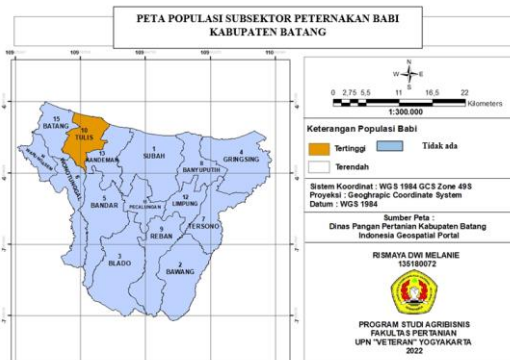 PETA POPULASI SUBSEKTOR PETERNAKAN BABI
KABUPATEN BATANG
N
W E
S
0 2,75 5,5 11 16,5 22
Kilometers
1:300.000
Keterangan Populasi Babi
Tertinggi
Tidak ada
Terendah
Sistem Koordinat : WGS 1984 GCS Zone 49S
Proyeksi : Geoghrapic Coordinate System
Datum : WGS 1984
Sumber Peta :
Dinas Pangan Pertanian Kabupaten Batang
Indonesia Geospatial Portal
RISMAYA DWI MELANIE
135180072
PROGRAM STUDI AGRIBISNIS
FAKULTAS PERTANIAN
UPN "VETERAN" YOGYAKARTA
2022
15
BATANG
10
TULIS
13
KANDEMAN
1
SUBAH
4
GRINGSING
8
BANYUPUTIH
6
WONOTUNGGAL
5
BANDAR
PECALUNGAN
12
LIMPUNG
7
TERSONO
9
REBAN
3
BLADO
2
BAWANG